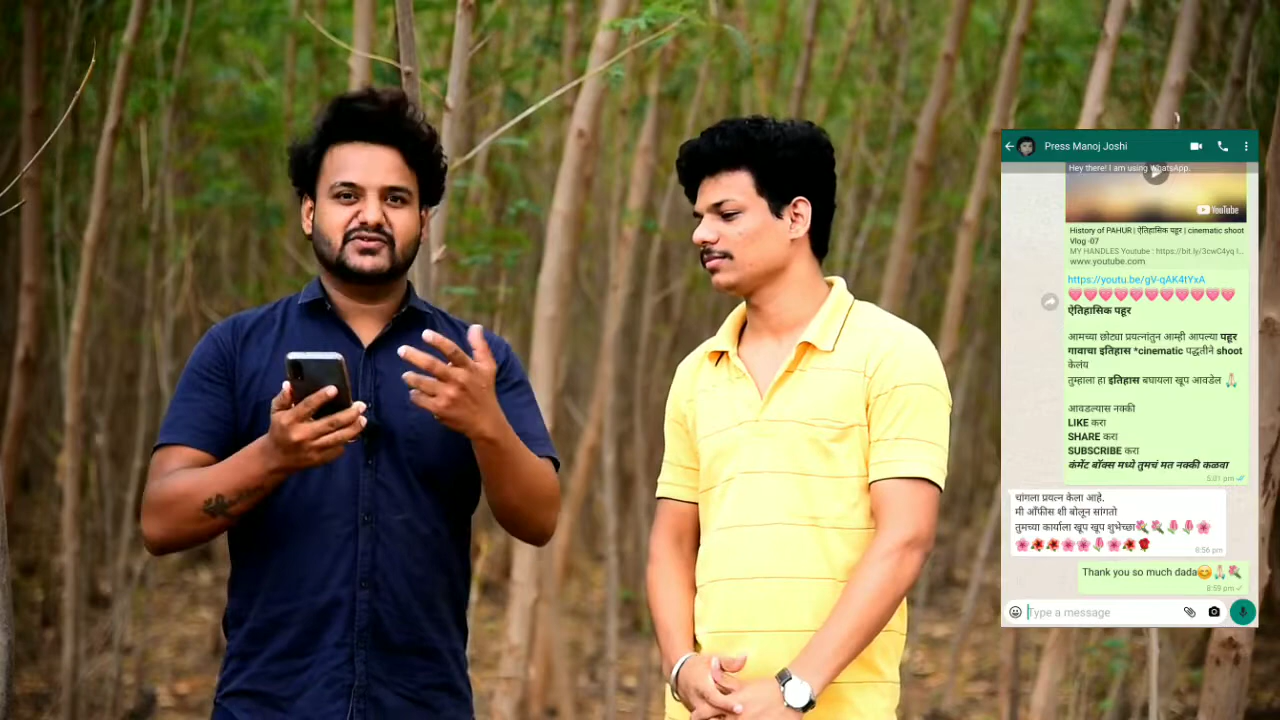 Press Manoj Joshi
Hey there! I am using WhatsApp.
YouTube
History of PAHUR | ऐतिहासिक पहूर | cinematic shoot
Vlog -07
MY HANDLES Youtube : https://bit.ly/3cwC4yq I...
www.youtube.com
https://youtu.be/gV-qAK4tYxA
ऐतिहासिक पहूर
आमच्या छोट्या प्रयत्नांतुन आम्ही आपल्या पहूर
गावाचा इतिहास *cinematic पद्धतीने shoot
केलंय
तुम्हाला हा इतिहास बघायला खूप आवडेल 🙏🏻
आवडल्यास नक्की
LIKE करा
SHARE करा
SUBSCRIBE करा
कंमेंट बॉक्स मध्ये तुमचं मत नक्की कळवा
5:01 pm
चांगला प्रयत्न केला आहे.
मी ऑफीस शी बोलून सांगतो
तुमच्या कार्याला खूप खूप शुभेच्छा
8:56 pm
Thank you so much dada😊🙏🏻💐
8:59 pm
Type a message